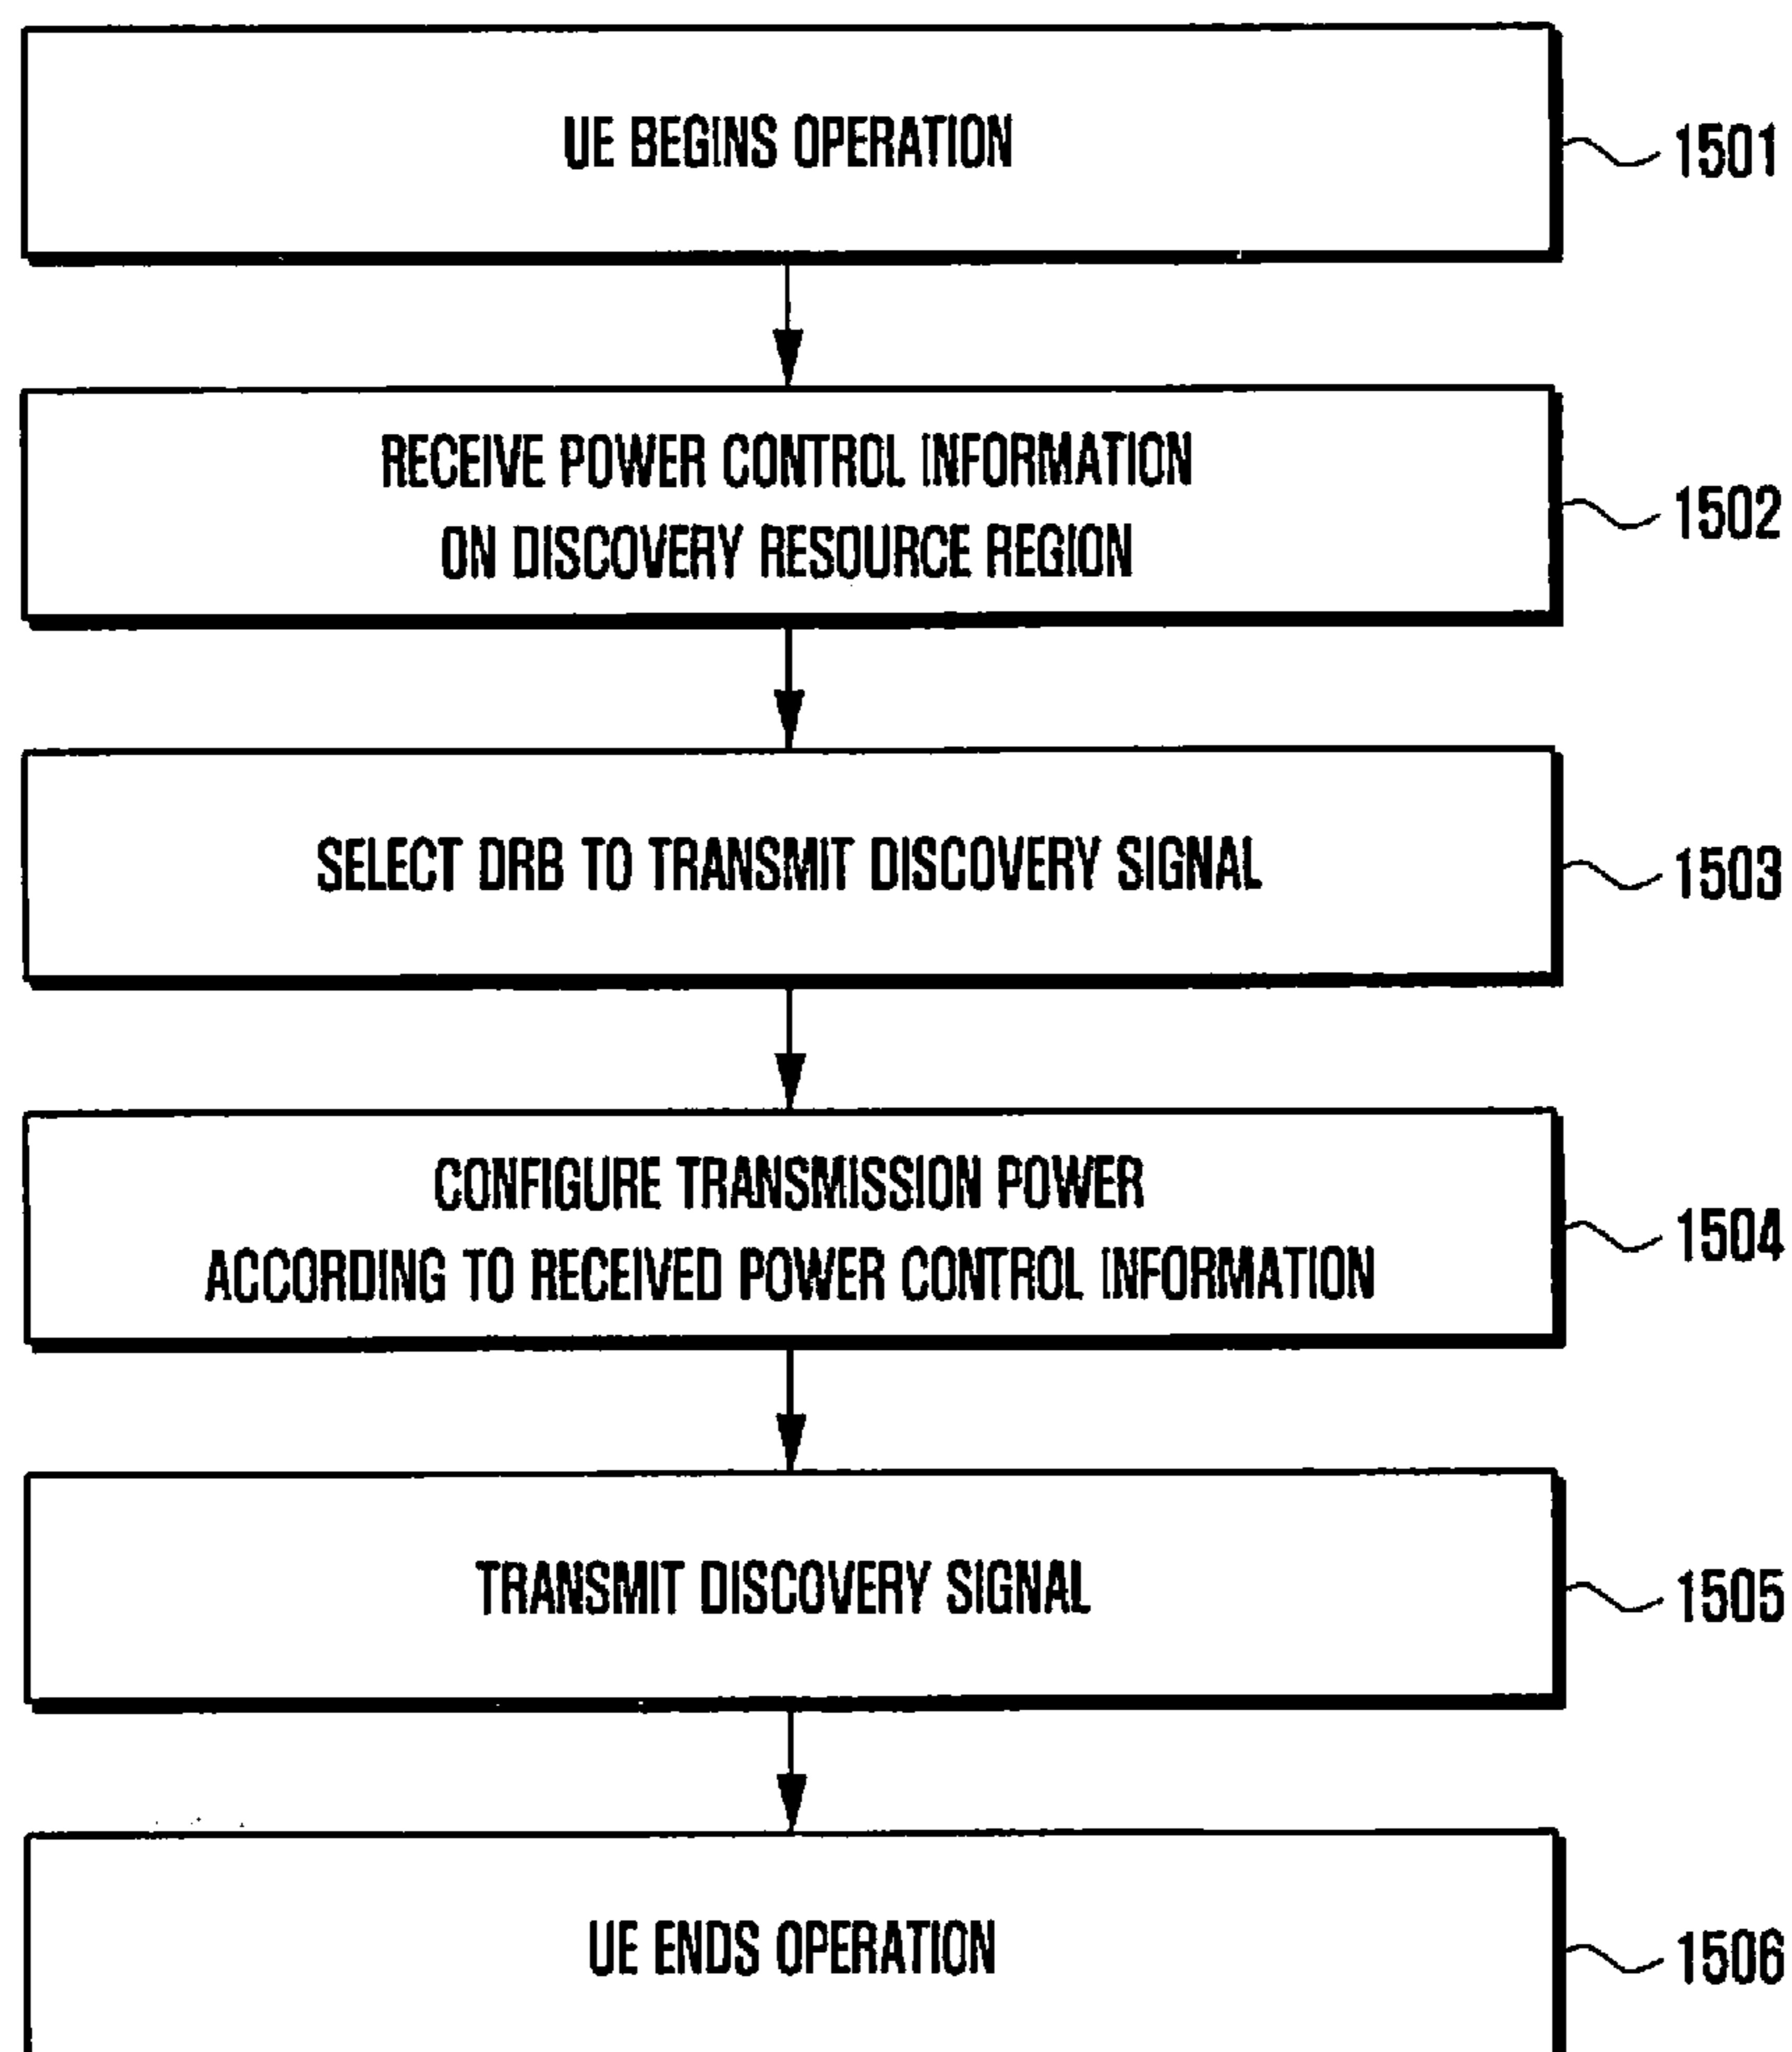 UE BEGINS OPERATION
1501
RECEIVE POWER CONTROL INFORMATION
ON DISCOVERY RESOURCE REGION
1502
SELECT DRB TO TRANSMIT DISCOVERY SIGNAL
1503
CONFIGURE TRANSMISSION POWER
ACCORDING TO RECEIVED POWER CONTROL INFORMATION
1504
TRANSMIT DISCOVERY SIGNAL
1505
UE ENDS OPERATION
1506